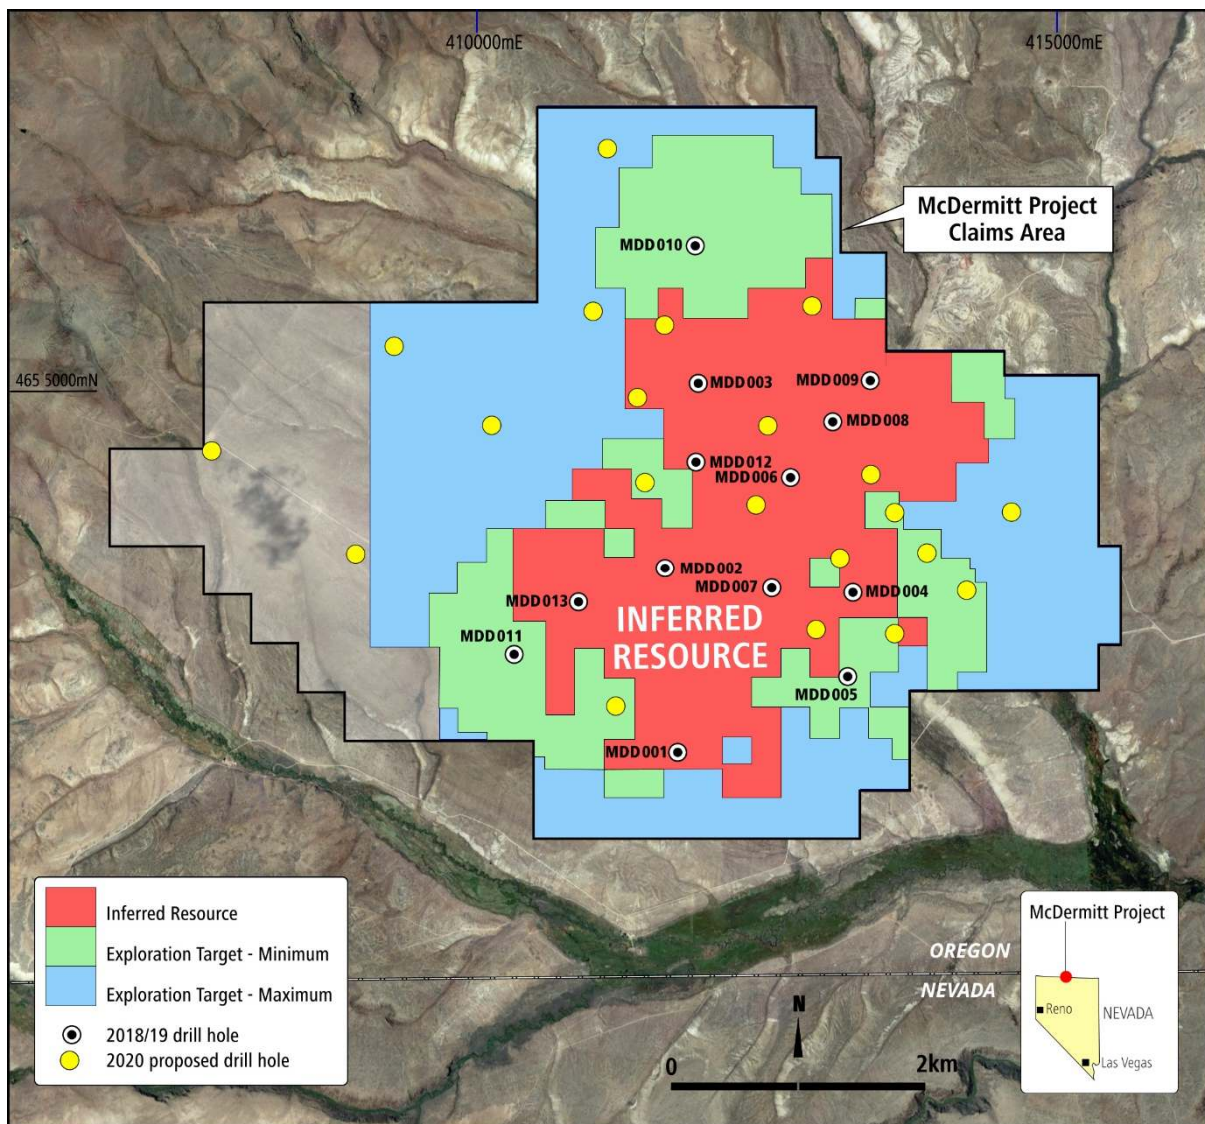 410000mE
415000mE
McDermitt Project
Claims Area
MDD010
465 5000mN
MDD003
MDD009
MDD008
MDD012
MDD006
MDD002
MDD007
MDD004
MDD013
INFERRED
RESOURCE
MDD011
MDD005
MDD001
Inferred Resource
Exploration Target - Minimum
Exploration Target - Maximum
2018/19 drill hole
2020 proposed drill hole
OREGON
NEVADA
N
0
2km
McDermitt Project
Reno
NEVADA
Las Vegas